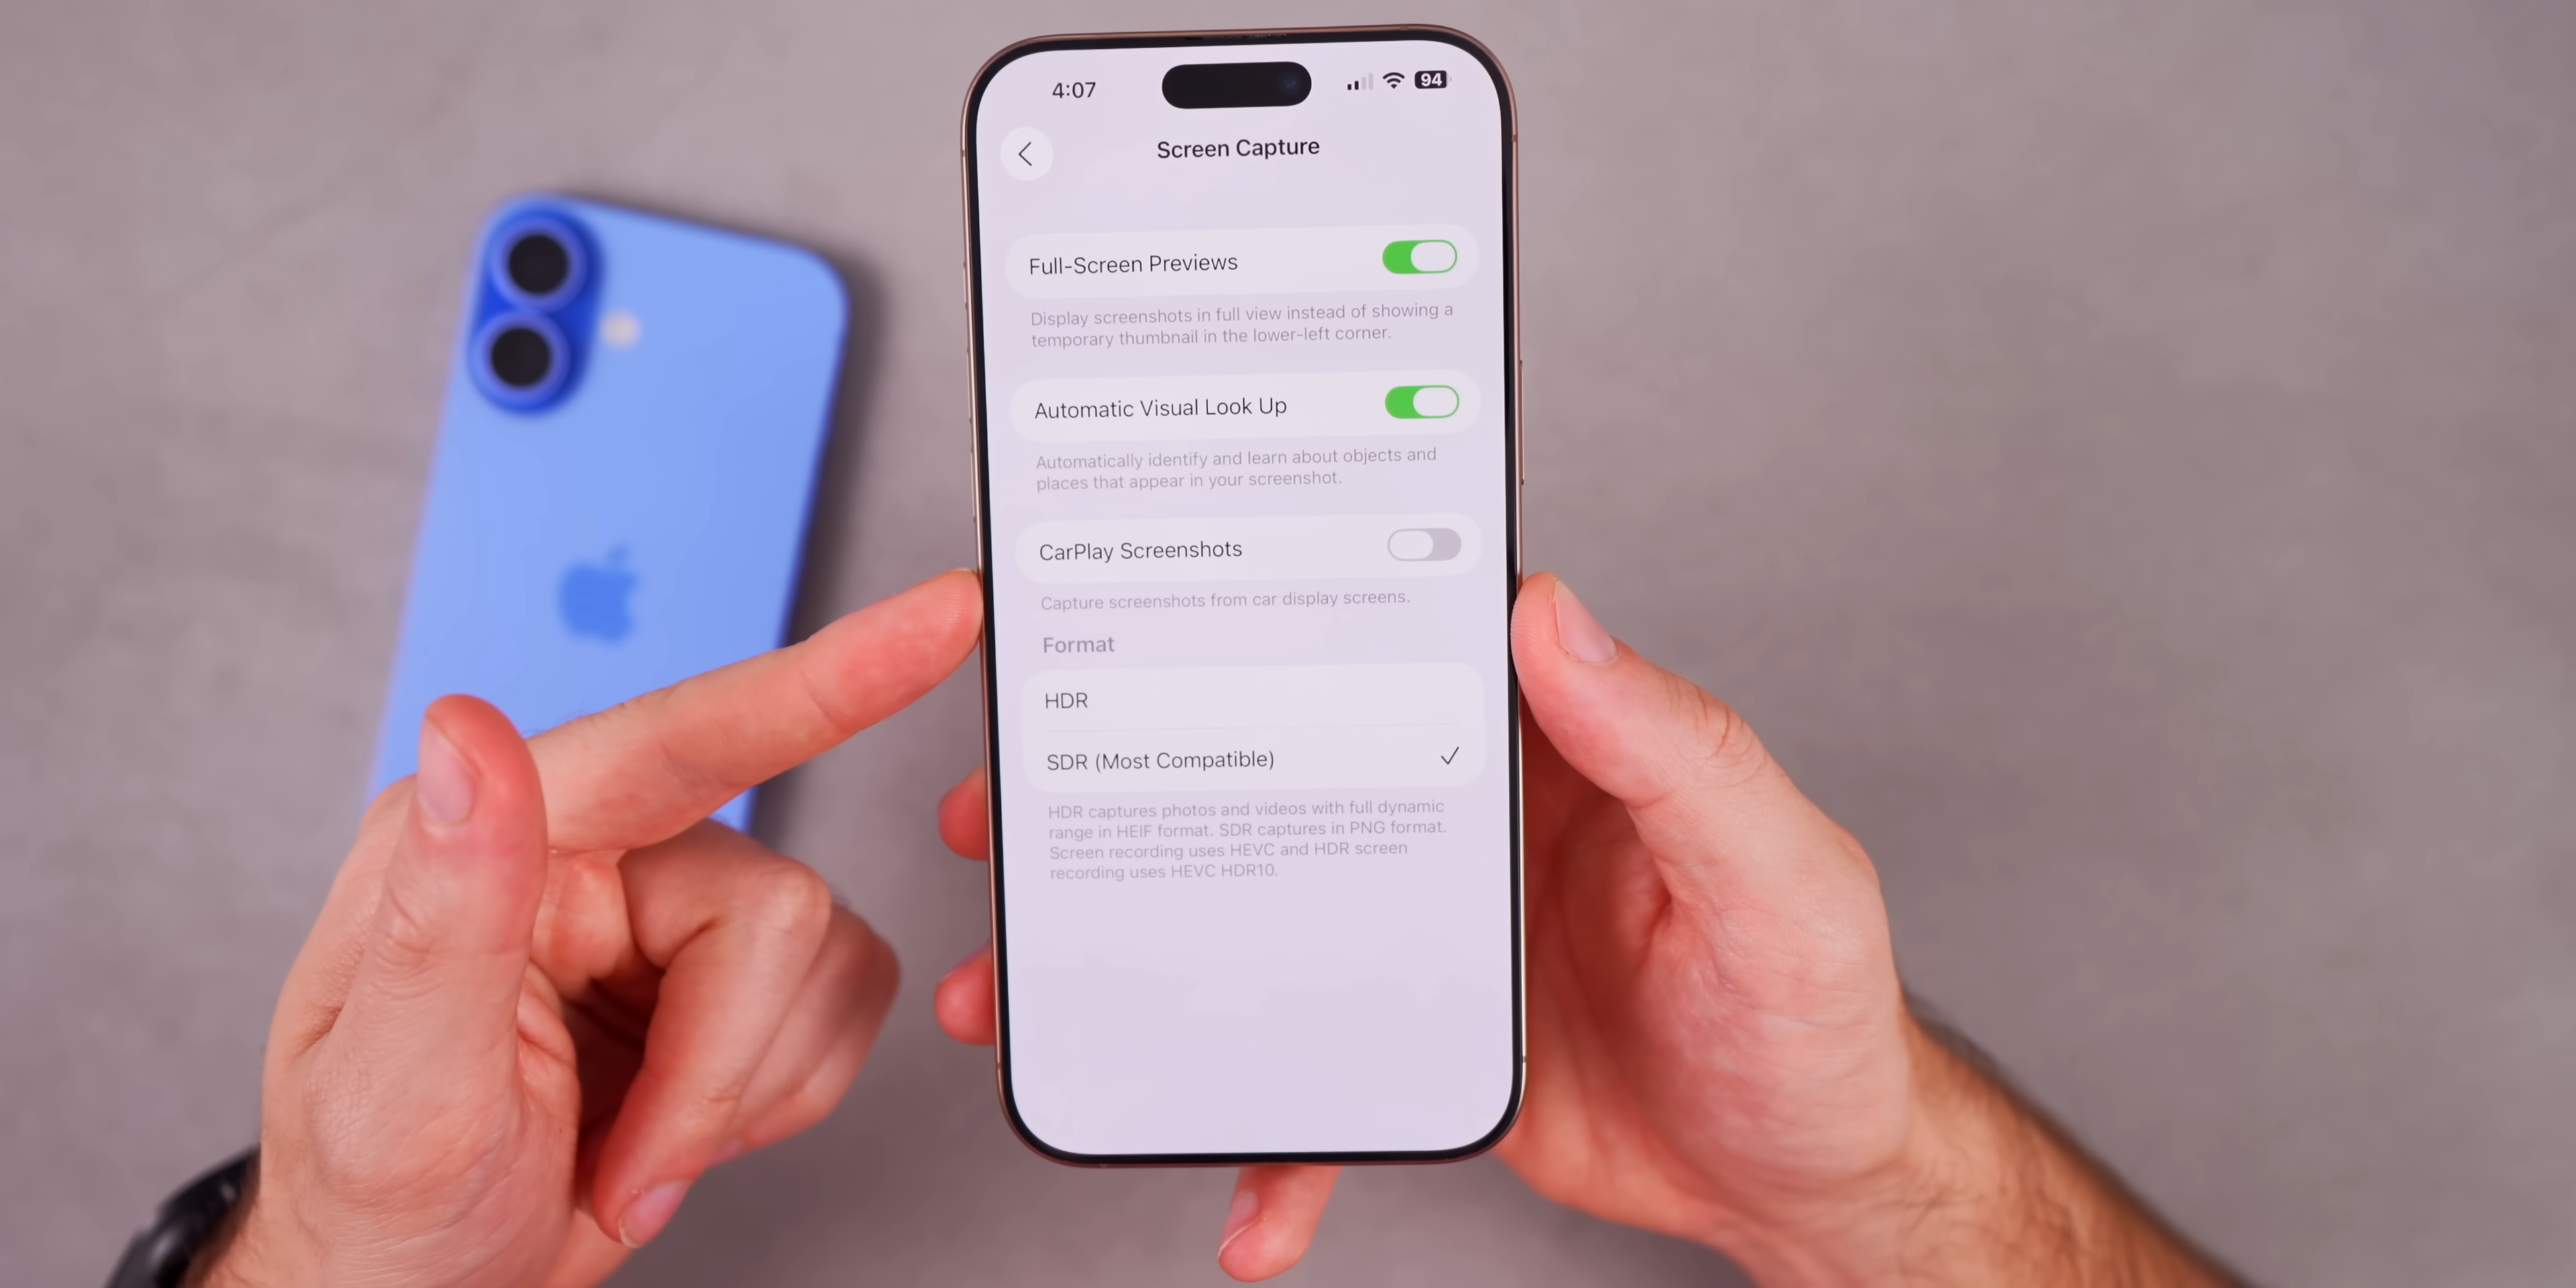 4:07
94
Screen Capture
Full-Screen Previews
Display screenshots in full view instead of showing a
temporary thumbnail in the lower-left corner.
Automatic Visual Look Up
Automatically identify and learn about objects and
places that appear in your screenshot.
CarPlay Screenshots
Capture screenshots from car display screens.
Format
HDR
SDR (Most Compatible)
HDR captures photos and videos with full dynamic
range in HEIF format. SDR captures in PNG format.
Screen recording uses HEVC and HDR screen
recording uses HEVC HDR10.